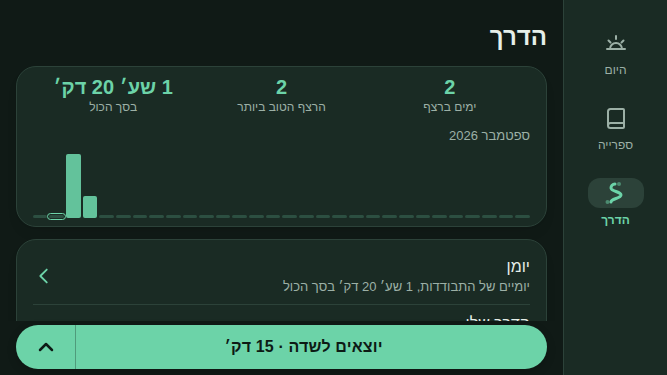 הדרך
היום
ספרייה
הדרך
2
ימים ברצף
2
הרצף הטוב ביותר
1 שע׳ 20 דק׳
בסך הכול
ספטמבר 2026
יומן
יומיים של התבודדות, 1 שע׳ 20 דק׳ בסך הכול
יוצאים לשדה · 15 דק׳